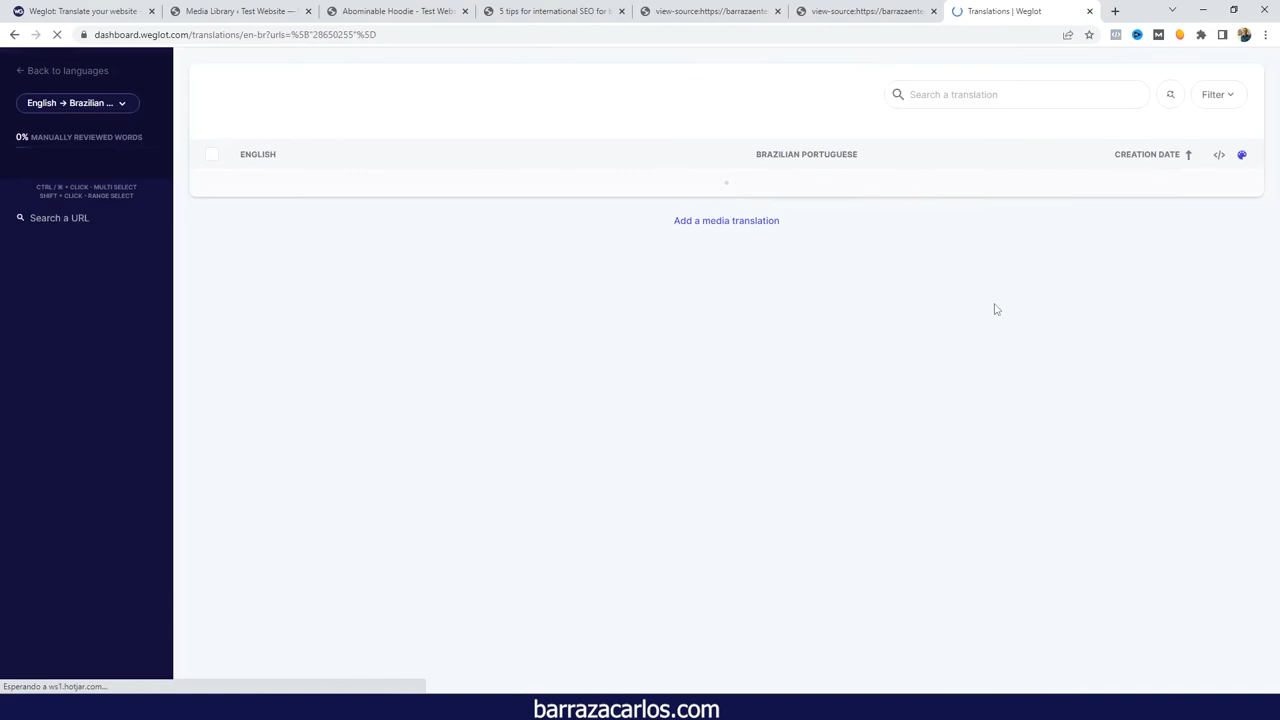 Weglot Translate your website
Media Library ‹ Test Website —
Abominable Hoodie - Test Web
5 tips for international SEO for b
view-source:https://barrazaente
view-source:https://barrazaente
Translations | Weglot
dashboard.weglot.com/translations/en-br?urls=%5B"28650255"%5D
Back to languages
English → Brazilian ...
0% MANUALLY REVIEWED WORDS
CTRL / ⌘ + CLICK - MULTI SELECT
SHIFT + CLICK - RANGE SELECT
Search a URL
Search a translation
Filter
ENGLISH
BRAZILIAN PORTUGUESE
CREATION DATE
</>
Add a media translation
Esperando a ws1.hotjar.com...
barrazacarlos.com